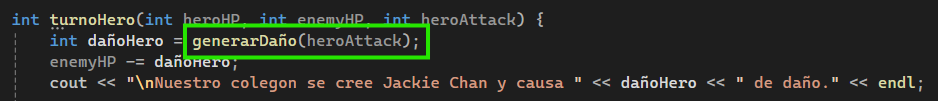 int turnoHero(int heroHP, int enemyHP, int heroAttack) {
int dañoHero = generarDaño(heroAttack);
enemyHP -= dañoHero;
cout << "\nNuestro colegon se cree Jackie Chan y causa " << dañoHero << " de daño." << endl;